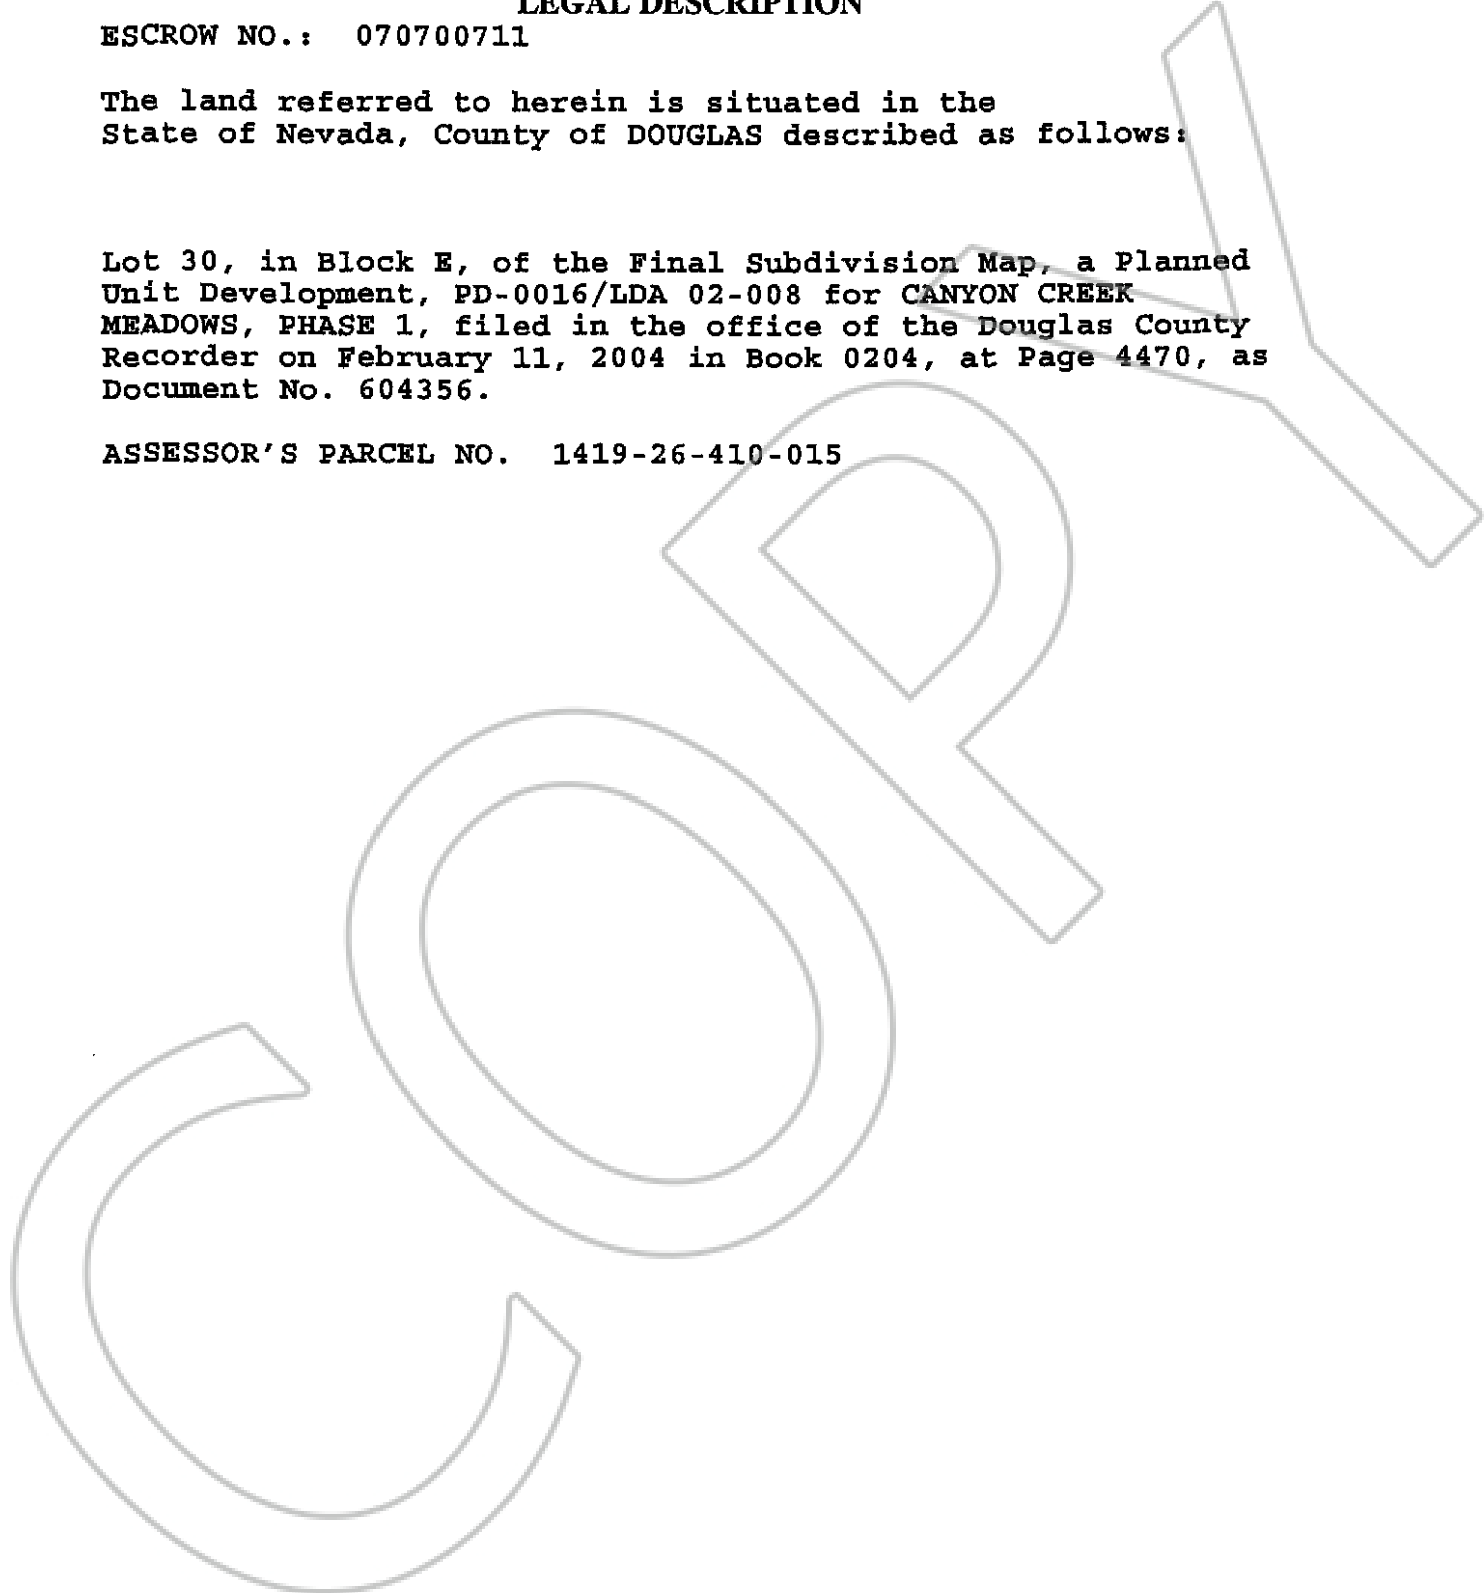 LEGAL DESCRIPTION
ESCROW NO.: 070700711
The land referred to herein is situated in the
State of Nevada, County of DOUGLAS described as follows:
Lot 30, in Block E, of the Final Subdivision Map, a Planned
Unit Development, PD-0016/LDA 02-008 for CANYON CREEK
MEADOWS, PHASE 1, filed in the office of the Douglas County
Recorder on February 11, 2004 in Book 0204, at Page 4470, as
Document No. 604356.
ASSESSOR'S PARCEL NO. 1419-26-410-015
COPY